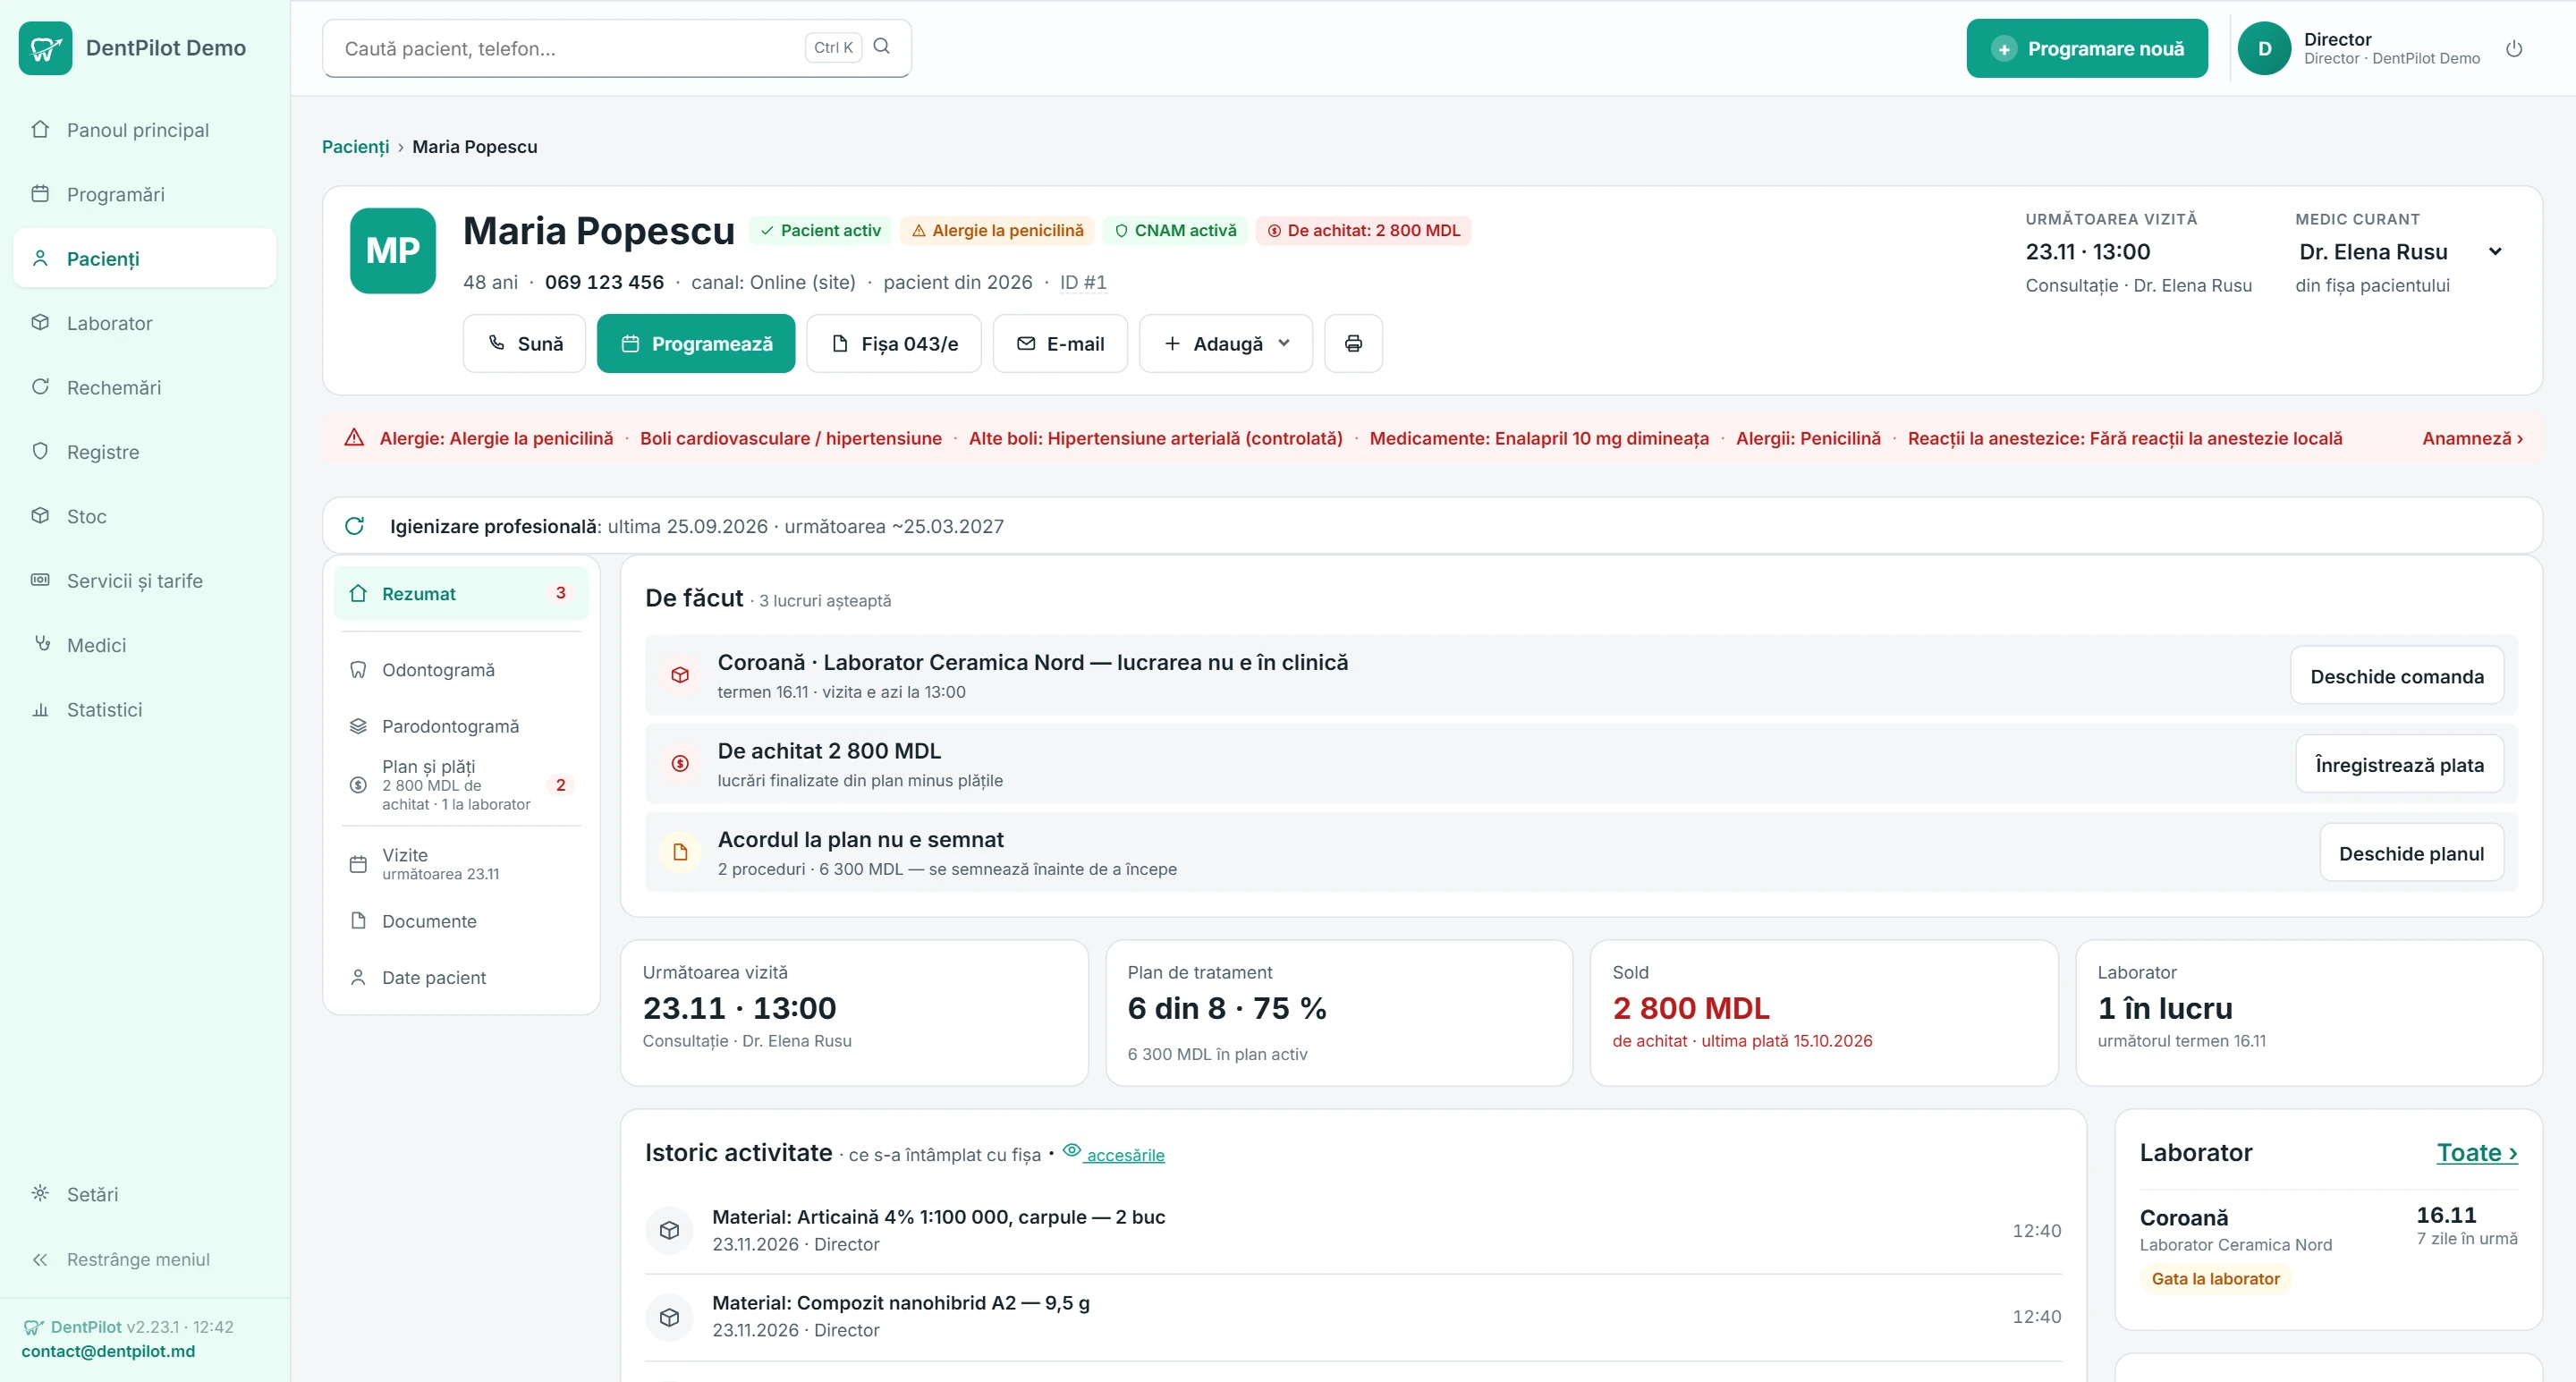 DentPilot Demo
Caută pacient, telefon...
Ctrl K
Programare nouă
D
Director
Director · DentPilot Demo
Panoul principal
Programări
Pacienți
Laborator
Rechemări
Registre
Stoc
Servicii și tarife
Medici
Statistici
Setări
Restrânge meniul
DentPilot v2.23.1 · 12:42
contact@dentpilot.md
Pacienți › Maria Popescu
MP
Maria Popescu
Pacient activ
Alergie la penicilină
CNAM activă
De achitat: 2 800 MDL
48 ani · 069 123 456 · canal: Online (site) · pacient din 2026 · ID #1
Sună
Programează
Fișa 043/e
E-mail
Adaugă
URMĂTOAREA VIZITĂ
23.11 · 13:00
Consultație · Dr. Elena Rusu
MEDIC CURANT
Dr. Elena Rusu
din fișa pacientului
Alergie: Alergie la penicilină · Boli cardiovasculare / hipertensiune · Alte boli: Hipertensiune arterială (controlată) · Medicamente: Enalapril 10 mg dimineața · Alergii: Penicilină · Reacții la anestezice: Fără reacții la anestezie locală
Anamneză ›
Igienizare profesională: ultima 25.09.2026 · următoarea ~25.03.2027
Rezumat
3
Odontogramă
Parodontogramă
Plan și plăți
2 800 MDL de
achitat · 1 la laborator
2
Vizite
următoarea 23.11
Documente
Date pacient
De făcut · 3 lucruri așteaptă
Coroană · Laborator Ceramica Nord — lucrarea nu e în clinică
termen 16.11 · vizita e azi la 13:00
Deschide comanda
De achitat 2 800 MDL
lucrări finalizate din plan minus plățile
Înregistrează plata
Acordul la plan nu e semnat
2 proceduri · 6 300 MDL — se semnează înainte de a începe
Deschide planul
Următoarea vizită
23.11 · 13:00
Consultație · Dr. Elena Rusu
Plan de tratament
6 din 8 · 75 %
6 300 MDL în plan activ
Sold
2 800 MDL
de achitat · ultima plată 15.10.2026
Laborator
1 în lucru
următorul termen 16.11
Istoric activitate · ce s-a întâmplat cu fișa • accesările
Material: Articaină 4% 1:100 000, carpule — 2 buc
23.11.2026 · Director
12:40
Material: Compozit nanohibrid A2 — 9,5 g
23.11.2026 · Director
12:40
Laborator
Toate ›
Coroană
16.11
Laborator Ceramica Nord
7 zile în urmă
Gata la laborator